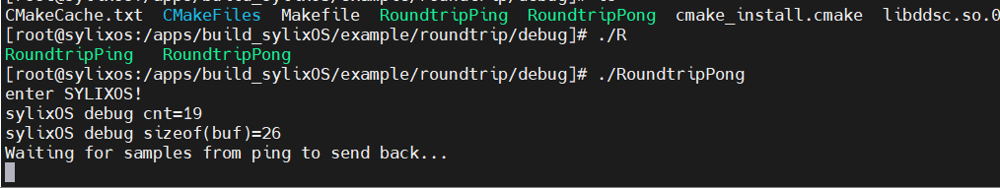 CMakeCache.txt CMakeFiles Makefile RoundtripPing RoundtripPong cmake_install.cmake libddsc.so.0
[root@sylixos:/apps/build_sylixOS/example/roundtrip/debug]# ./R
RoundtripPing RoundtripPong
[root@sylixos:/apps/build_sylixOS/example/roundtrip/debug]# ./RoundtripPong
enter SYLIXOS!
sylixOS debug cnt=19
sylixOS debug sizeof(buf)=26
Waiting for samples from ping to send back...